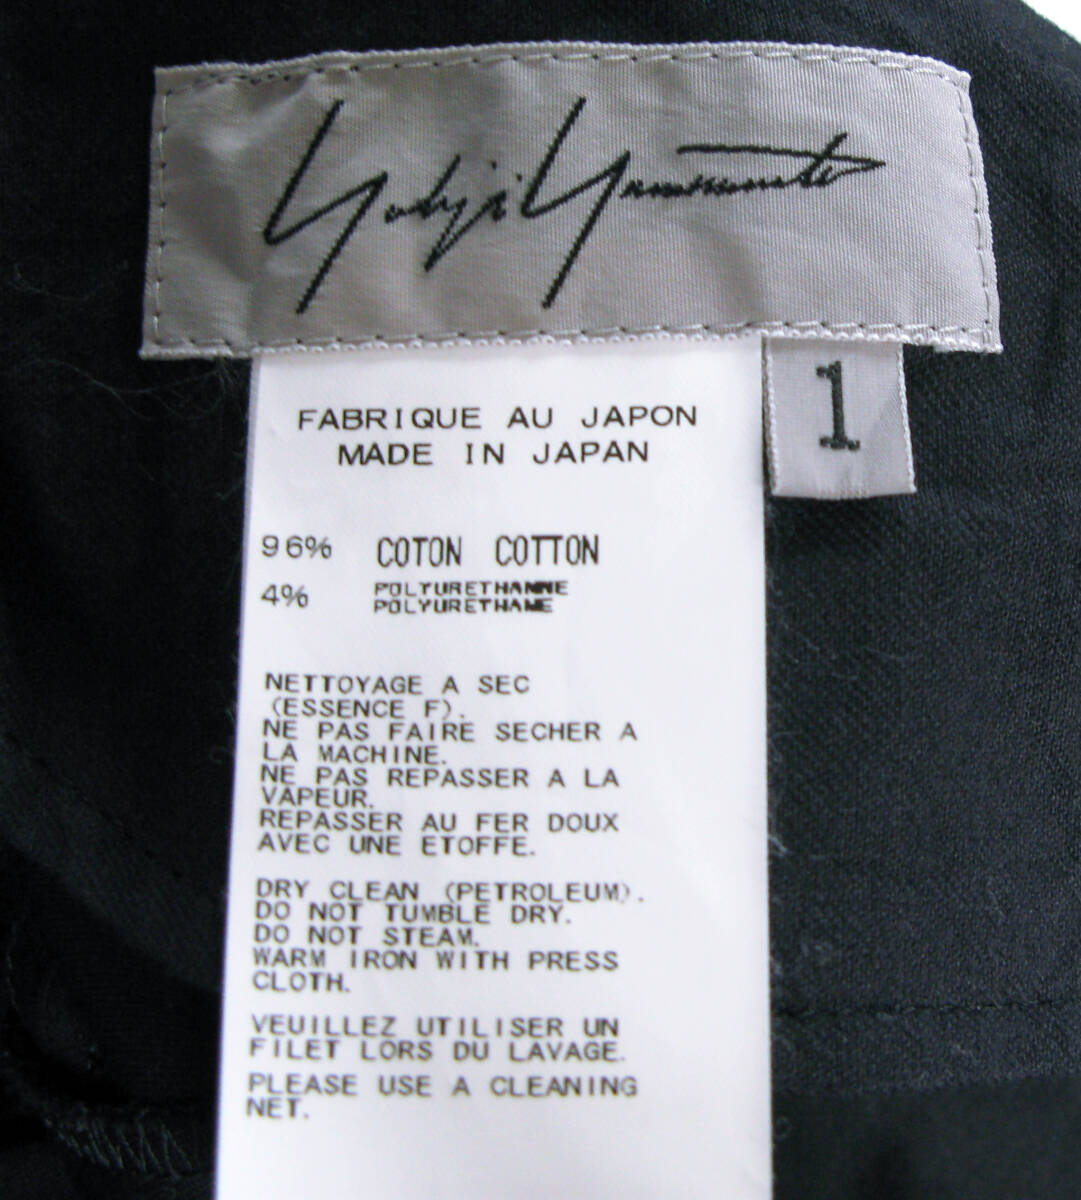 Yohji Yamamoto
1
FABRIQUE AU JAPON
MADE IN JAPAN
96% COTON COTTON
4% POLYURETHANNE
POLYURETHANE
NETTOYAGE A SEC
(ESSENCE F).
NE PAS FAIRE SECHER A
LA MACHINE.
NE PAS REPASSER A LA
VAPEUR.
REPASSER AU FER DOUX
AVEC UNE ETOFFE.
DRY CLEAN (PETROLEUM).
DO NOT TUMBLE DRY.
DO NOT STEAM.
WARM IRON WITH PRESS
CLOTH.
VEUILLEZ UTILISER UN
FILET LORS DU LAVAGE.
PLEASE USE A CLEANING
NET.